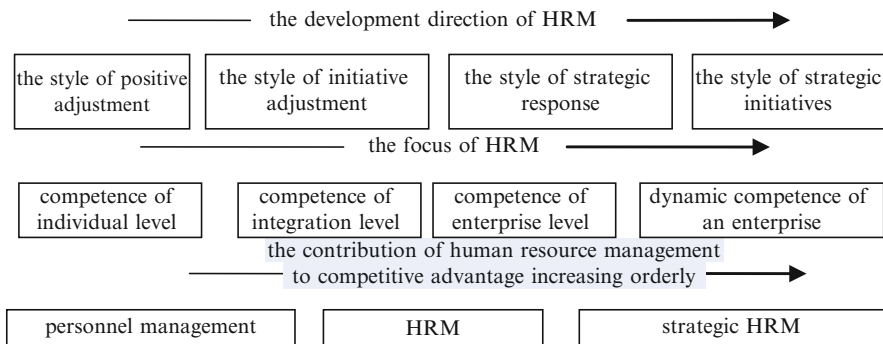 the development direction of HRM
the style of positive adjustment
the style of initiative adjustment
the style of strategic response
the style of strategic initiatives
the focus of HRM
competence of individual level
competence of integration level
competence of enterprise level
dynamic competence of an enterprise
the contribution of human resource management
to competitive advantage increasing orderly
personnel management
HRM
strategic HRM